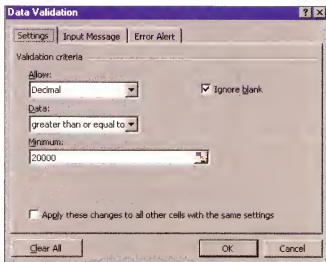 Data Validation
Settings Input Message Error Alert
Validation criteria
Allow:
Decimal
Ignore blank
Data:
greater than or equal to
Minimum:
20000
Apply these changes to all other cells with the same settings
Clear All OK Cancel